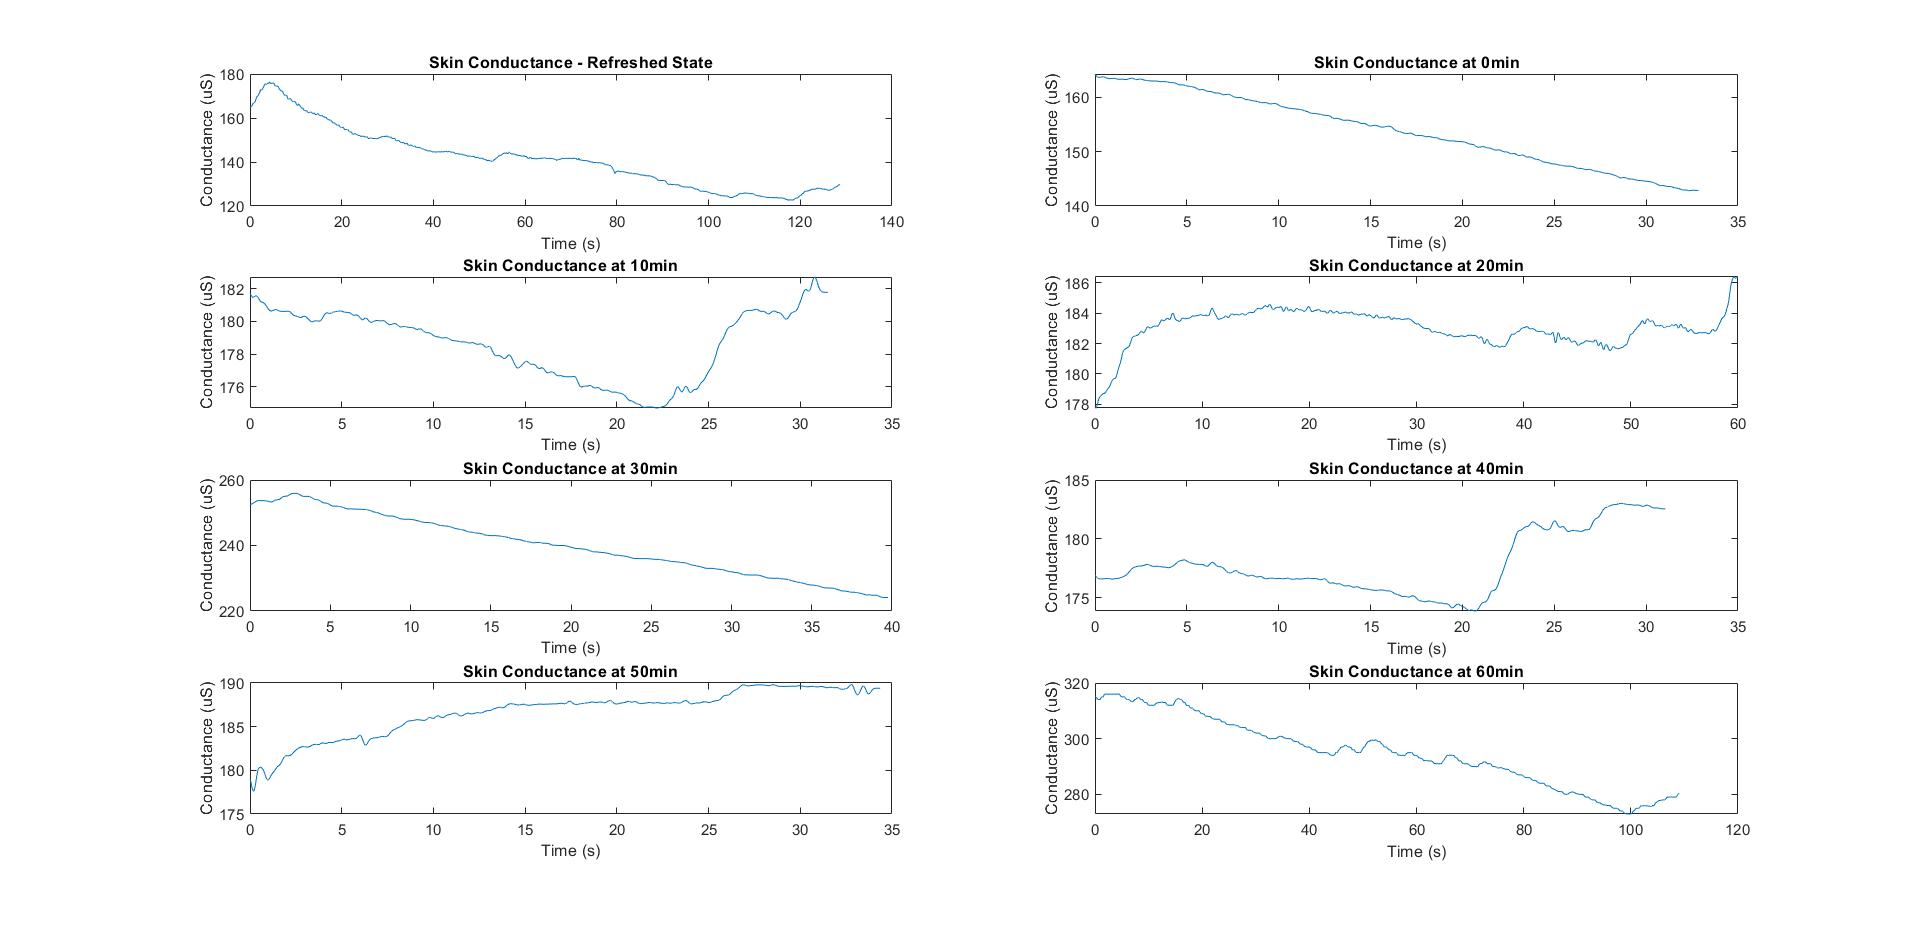 Skin Conductance - Refreshed State
Conductance (uS)
180
160
140
120
0 20 40 60 80 100 120 140
Time (s)
Skin Conductance at 0min
Conductance (uS)
160
150
140
0 5 10 15 20 25 30 35
Time (s)
Skin Conductance at 10min
Conductance (uS)
182
180
178
176
0 5 10 15 20 25 30 35
Time (s)
Skin Conductance at 20min
Conductance (uS)
186
184
182
180
178
0 10 20 30 40 50 60
Time (s)
Skin Conductance at 30min
Conductance (uS)
260
240
220
0 5 10 15 20 25 30 35 40
Time (s)
Skin Conductance at 40min
Conductance (uS)
185
180
175
0 5 10 15 20 25 30 35
Time (s)
Skin Conductance at 50min
Conductance (uS)
190
185
180
175
0 5 10 15 20 25 30 35
Time (s)
Skin Conductance at 60min
Conductance (uS)
320
300
280
0 20 40 60 80 100 120
Time (s)